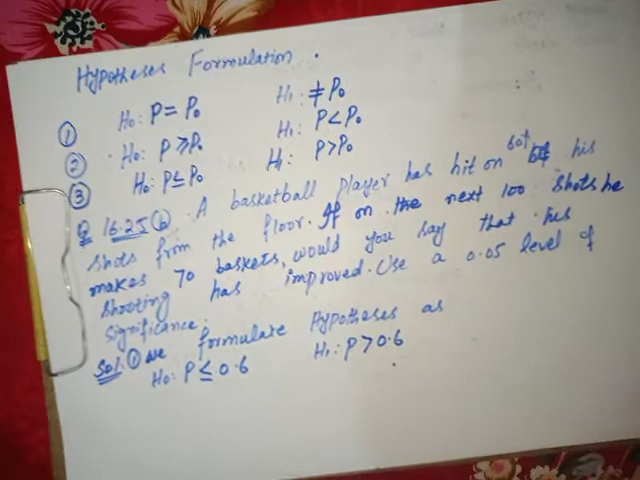 Hypotheses Formulation.
① H₀: P = P₀ H₁: ≠ P₀
② H₀: P ≥ P₀ H₁: P < P₀
③ H₀: P ≤ P₀ H₁: P > P₀
Q 16.25 (b) A basketball player has hit on 60% his
shots from the floor. If on the next 100 shots he
makes 70 baskets, would you say that his
shooting has improved. Use a 0.05 level of
significance.
Sol: ① we formulate Hypotheses as
H₀: P ≤ 0.6 H₁: P > 0.6